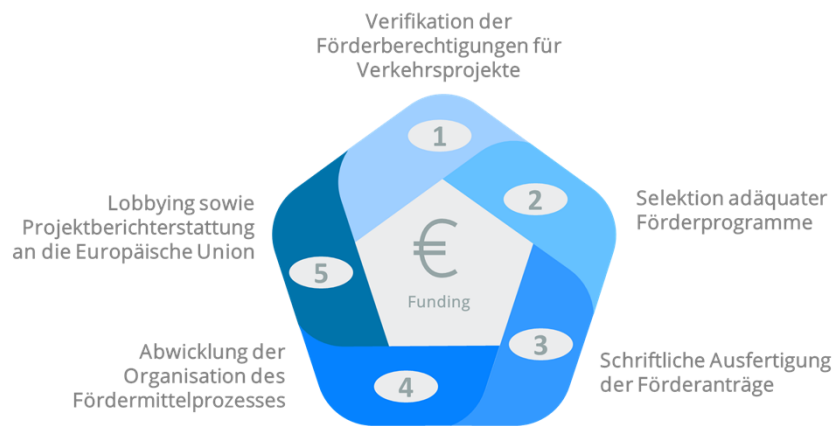 Verifikation der
Förderberechtigungen für
Verkehrsprojekte
1
2
Selektion adäquater
Förderprogramme
3
Schriftliche Ausfertigung
der Förderanträge
4
Abwicklung der
Organisation des
Fördermittelprozesses
5
Lobbying sowie
Projektberichterstattung
an die Europäische Union
€
Funding